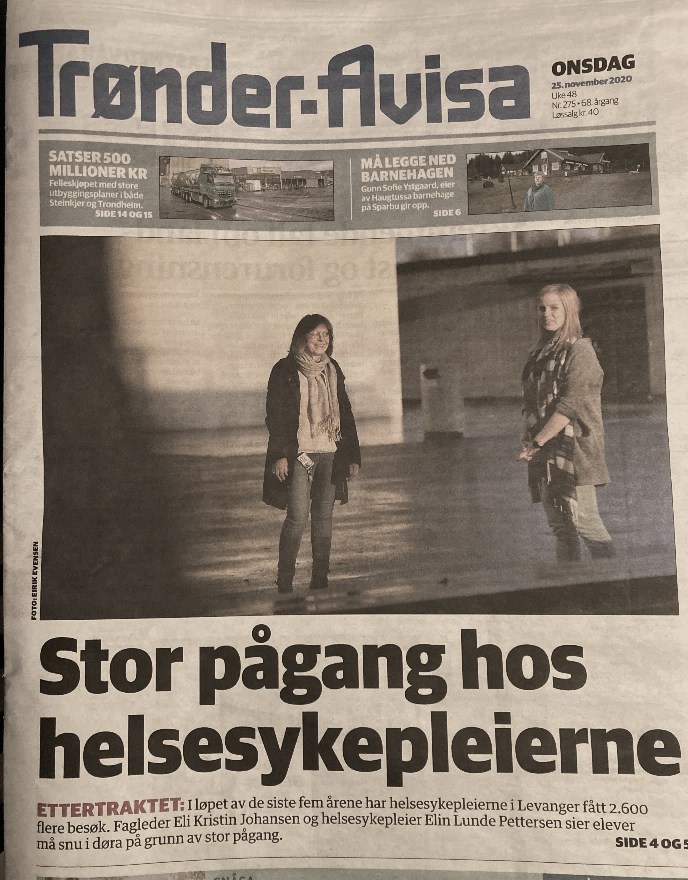 Trønder Avisa
ONSDAG
25. november 2020
Uke 48
Nr. 275 • 68. årgang
Løssalg kr. 40
SATSER 500
MILLIONER KR
Felleskjøpet med store
utbyggingsplaner i både
Steinkjer og Trondheim.
SIDE 14 OG 15
MÅ LEGGE NED
BARNEHAGEN
Gunn Sofie Ystgaard, eier
av Haugtussa barnehage
på Sparbu gir opp.
SIDE 6
FOTO: EIRIK EVENSEN
Stor pågang hos
helsesykepleierne
ETTERTRAKTET: I løpet av de siste fem årene har helsesykepleierne i Levanger fått 2.600
flere besøk. Fagleder Eli Kristin Johansen og helsesykepleier Elin Lunde Pettersen sier elever
må snu i døra på grunn av stor pågang.
SIDE 4 OG 5